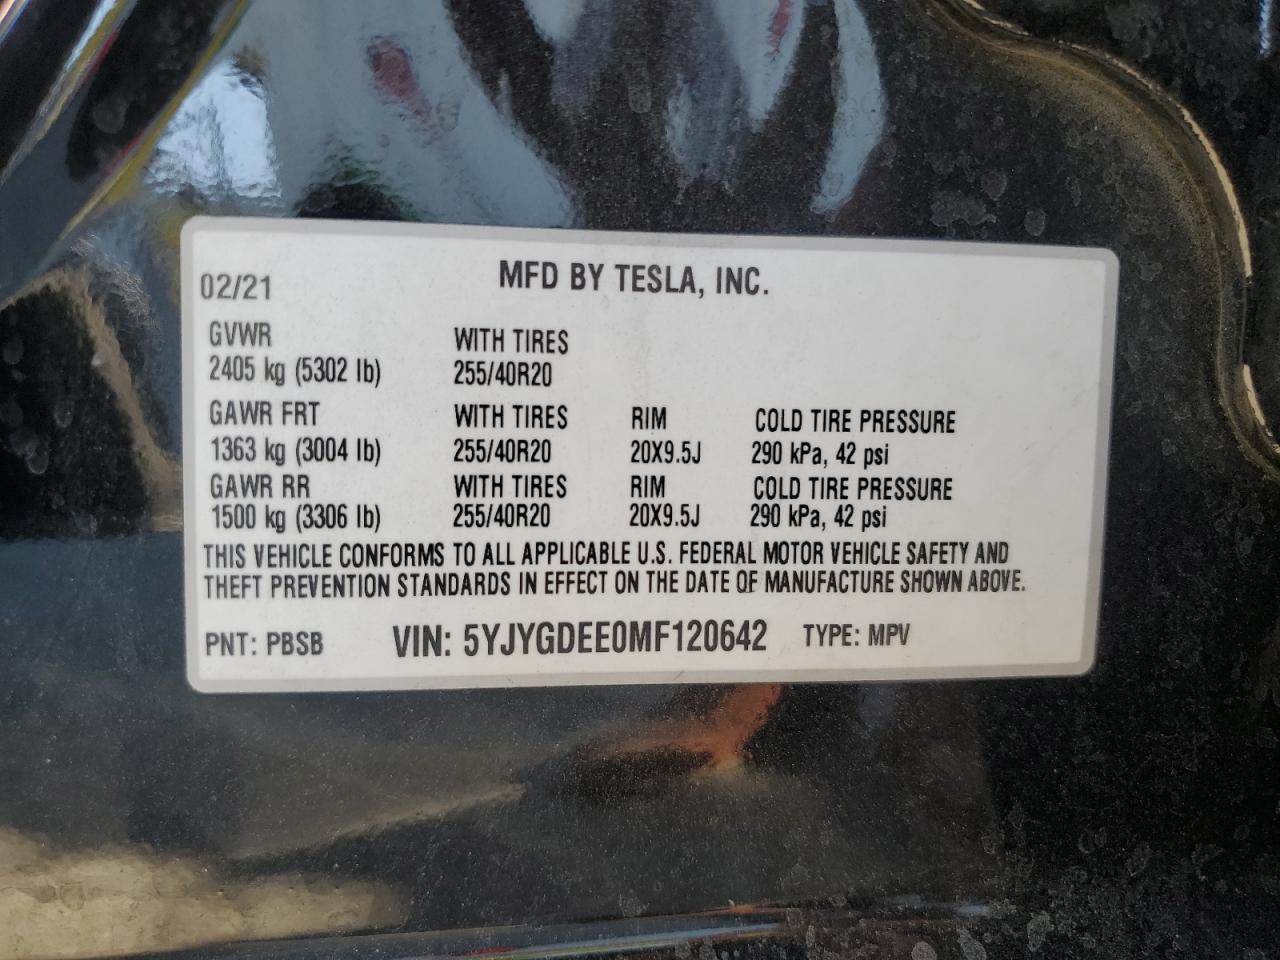 02/21 MFD BY TESLA, INC.
GVWR WITH TIRES
2405 kg (5302 lb) 255/40R20
GAWR FRT WITH TIRES RIM COLD TIRE PRESSURE
1363 kg (3004 lb) 255/40R20 20X9.5J 290 kPa, 42 psi
GAWR RR WITH TIRES RIM COLD TIRE PRESSURE
1500 kg (3306 lb) 255/40R20 20X9.5J 290 kPa, 42 psi
THIS VEHICLE CONFORMS TO ALL APPLICABLE U.S. FEDERAL MOTOR VEHICLE SAFETY AND
THEFT PREVENTION STANDARDS IN EFFECT ON THE DATE OF MANUFACTURE SHOWN ABOVE.
PNT: PBSB VIN: 5YJYGDEE0MF120642 TYPE: MPV